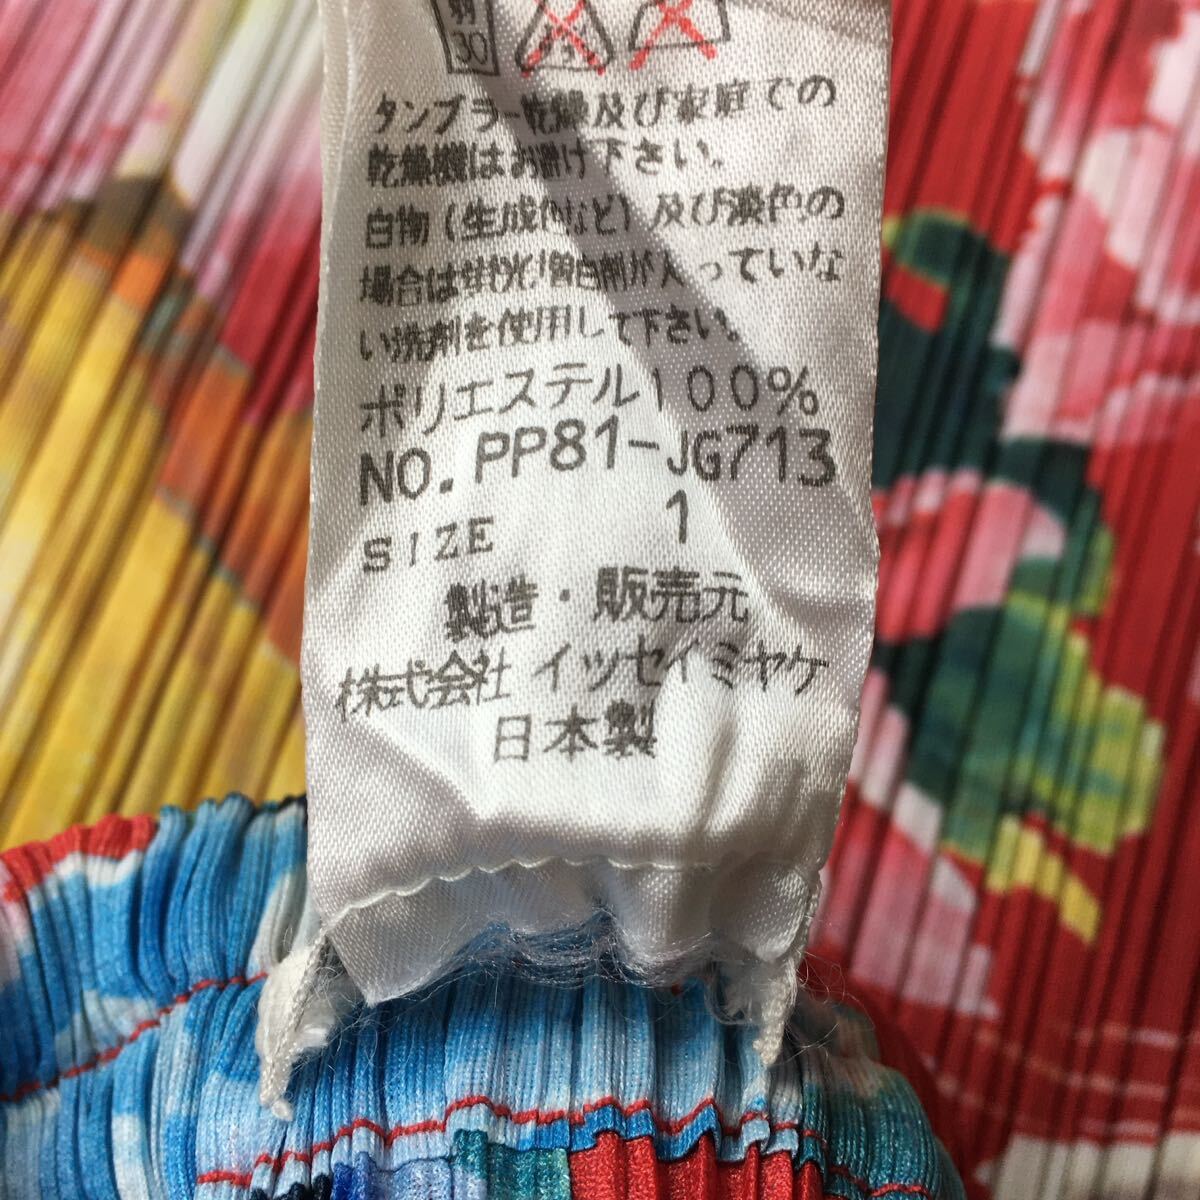 30
タンブラー乾燥及び家庭での
乾燥機はお避け下さい。
白物(生成色など)及び淡色の
場合は蛍光増白剤が入っていな
い洗剤を使用して下さい。
ポリエステル100%
NO. PP81-JG713
SIZE 1
製造・販売元
株式会社イッセイミヤケ
日本製